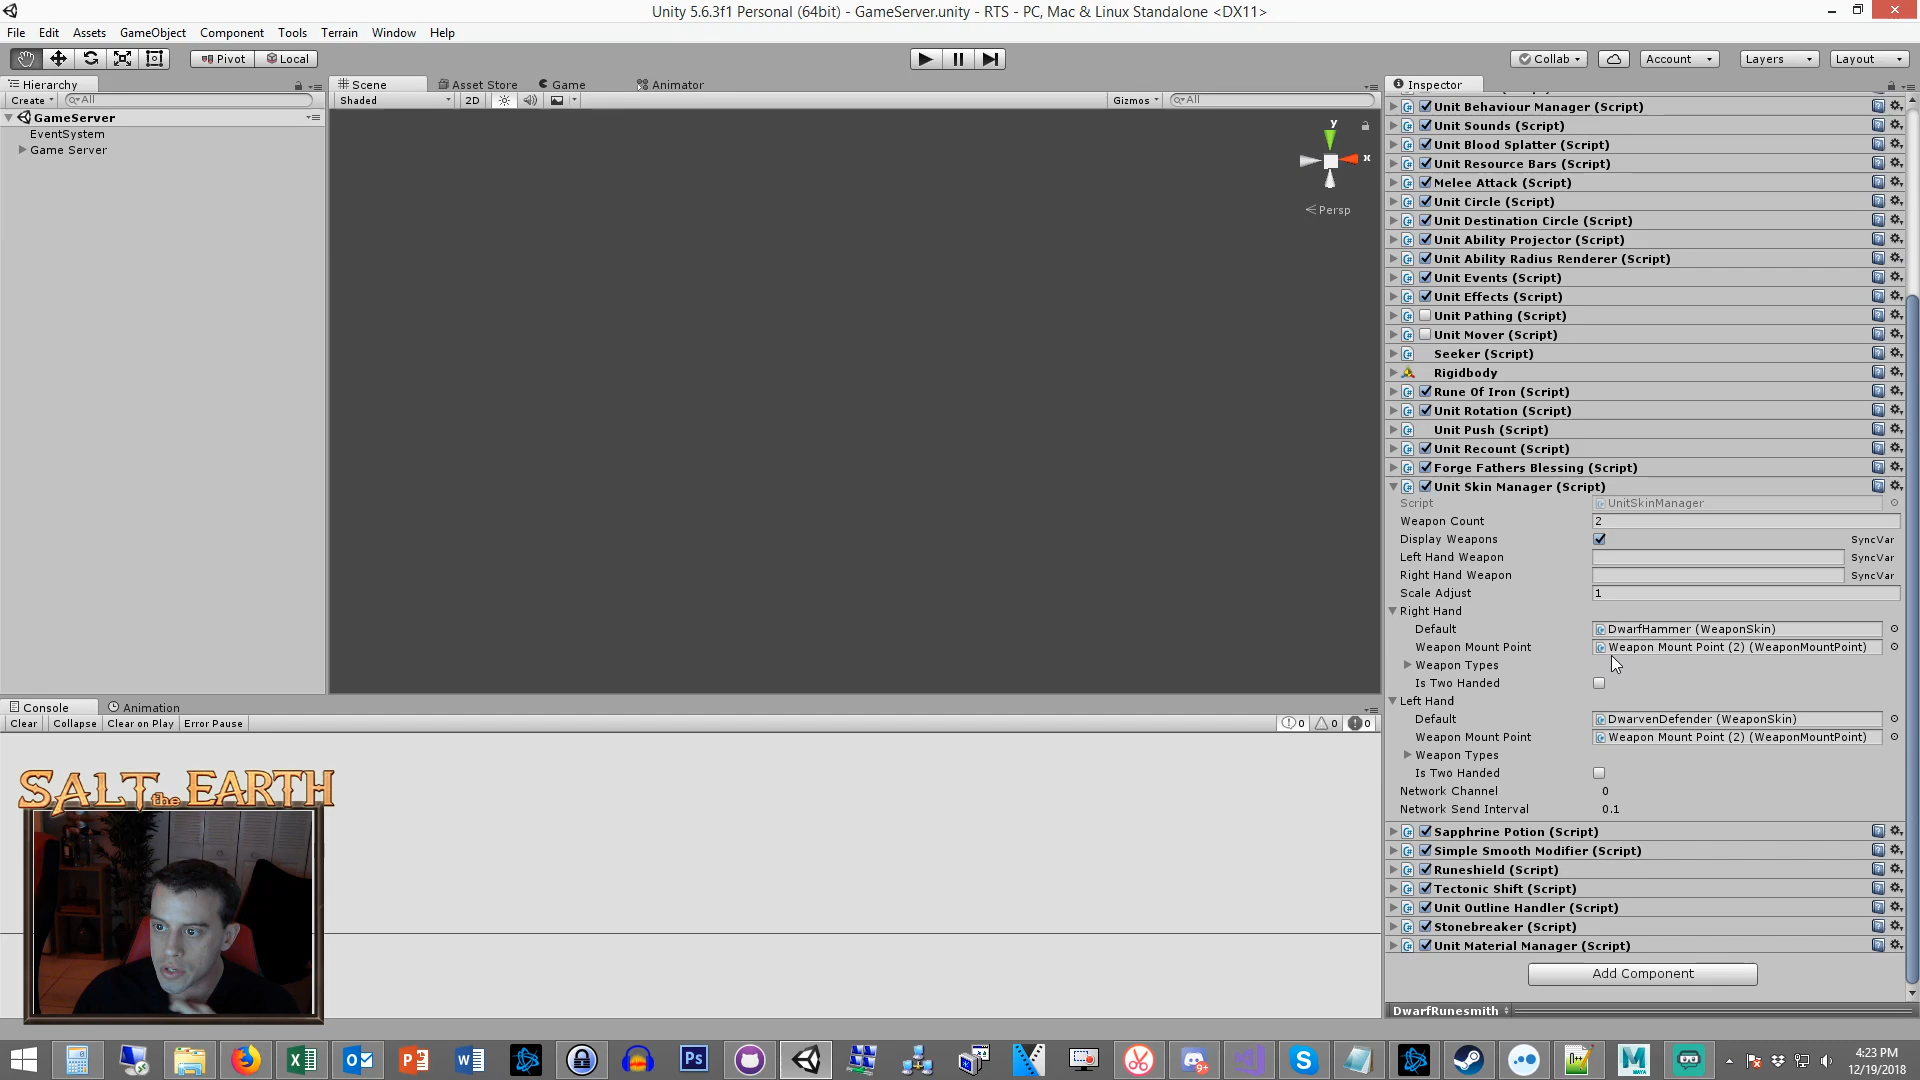 Unity 5.6.3f1 Personal (64bit) - GameServer.unity - RTS - PC, Mac & Linux Standalone <DX11>
File Edit Assets GameObject Component Tools Terrain Window Help
Pivot Local Collab Account Layers Layout
Hierarchy
Create All
GameServer
EventSystem
Game Server
Scene Asset Store Game Animator
Shaded 2D Gizmos All
y
x
Persp
Console Animation
Clear Collapse Clear on Play Error Pause 0 0 0
SALT the EARTH
Inspector
Unit Behaviour Manager (Script)
Unit Sounds (Script)
Unit Blood Splatter (Script)
Unit Resource Bars (Script)
Melee Attack (Script)
Unit Circle (Script)
Unit Destination Circle (Script)
Unit Ability Projector (Script)
Unit Ability Radius Renderer (Script)
Unit Events (Script)
Unit Effects (Script)
Unit Pathing (Script)
Unit Mover (Script)
Seeker (Script)
Rigidbody
Rune Of Iron (Script)
Unit Rotation (Script)
Unit Push (Script)
Unit Recount (Script)
Forge Fathers Blessing (Script)
Unit Skin Manager (Script)
Script UnitSkinManager
Weapon Count 2
Display Weapons SyncVar
Left Hand Weapon SyncVar
Right Hand Weapon SyncVar
Scale Adjust 1
Right Hand
Default DwarfHammer (WeaponSkin)
Weapon Mount Point Weapon Mount Point (2) (WeaponMountPoint)
Weapon Types
Is Two Handed
Left Hand
Default DwarvenDefender (WeaponSkin)
Weapon Mount Point Weapon Mount Point (2) (WeaponMountPoint)
Weapon Types
Is Two Handed
Network Channel 0
Network Send Interval 0.1
Sapphrine Potion (Script)
Simple Smooth Modifier (Script)
Runeshield (Script)
Tectonic Shift (Script)
Unit Outline Handler (Script)
Stonebreaker (Script)
Unit Material Manager (Script)
Add Component
DwarfRunesmith
Ps 9+ MAYA
4:23 PM
12/19/2018